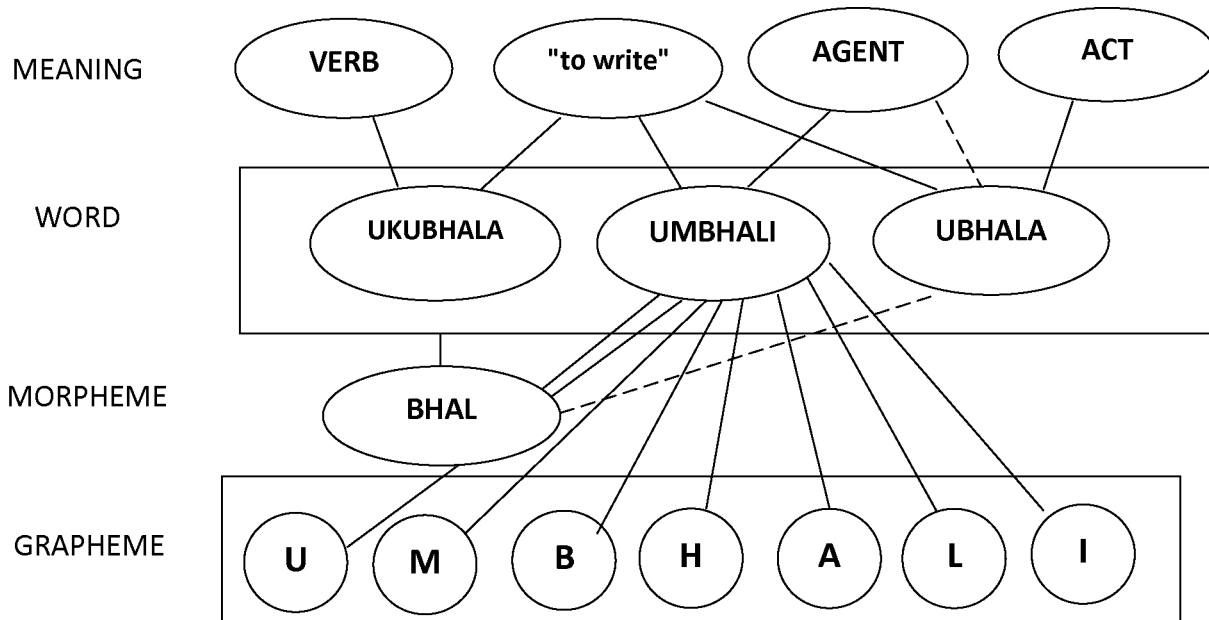 MEANING VERB "to write" AGENT ACT
WORD UKUBHALA UMBHALI UBHALA
MORPHEME BHAL
GRAPHEME U M B H A L I